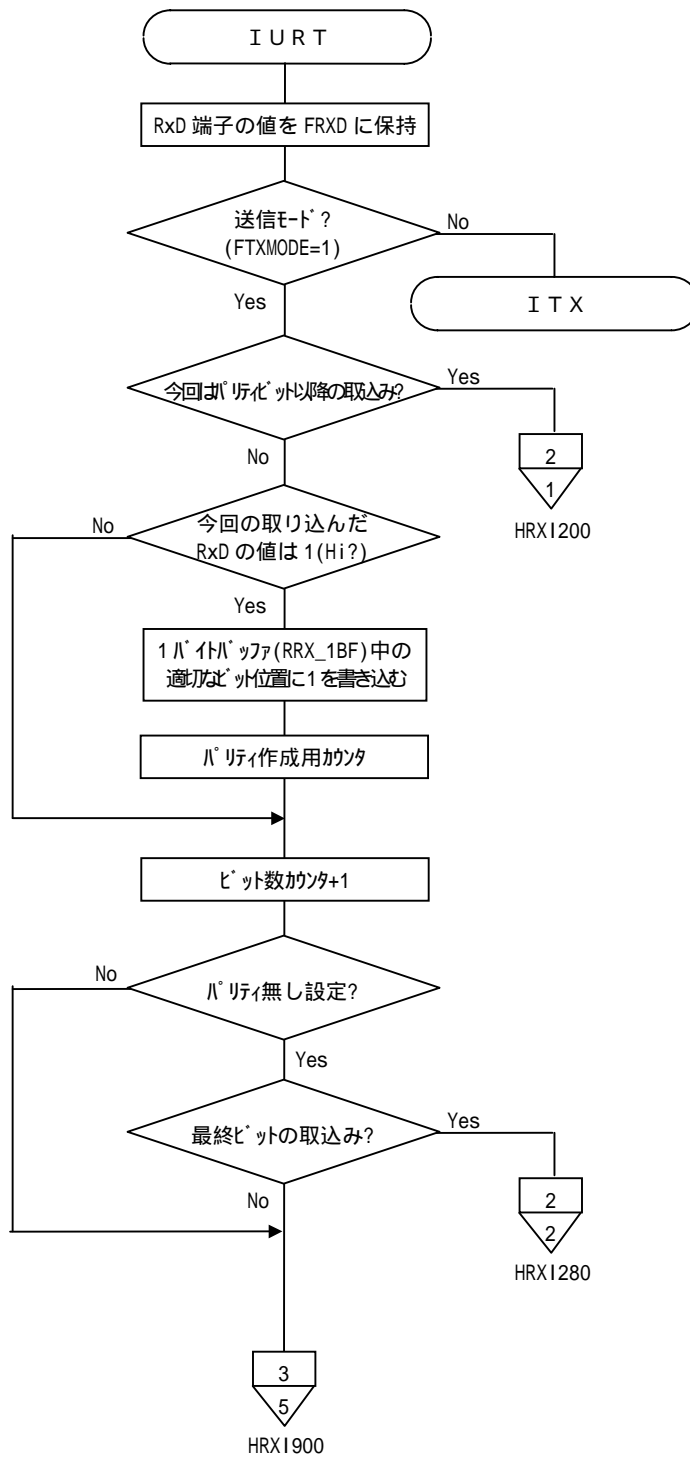 ＩＵＲＴ
RxD 端子の値を FRXD に保持
送信ﾓｰﾄﾞ?
(FTXMODE=1)
No
Yes
ＩＴＸ
今回はﾊﾟﾘﾃｨﾋﾞｯﾄ以降の取込み?
Yes
No
2
1
HRXI200
今回の取り込んだ
RxD の値は 1(Hi?)
No
Yes
1 ﾊﾞｲﾄﾊﾞｯﾌｧ(RRX_1BF)中の
適切なﾋﾞｯﾄ位置に 1 を書き込む
ﾊﾟﾘﾃｨ作成用ｶｳﾝﾀ
ﾋﾞｯﾄ数ｶｳﾝﾀ+1
No
ﾊﾟﾘﾃｨ無し設定?
Yes
最終ﾋﾞｯﾄの取込み?
Yes
No
2
2
HRXI280
3
5
HRXI900